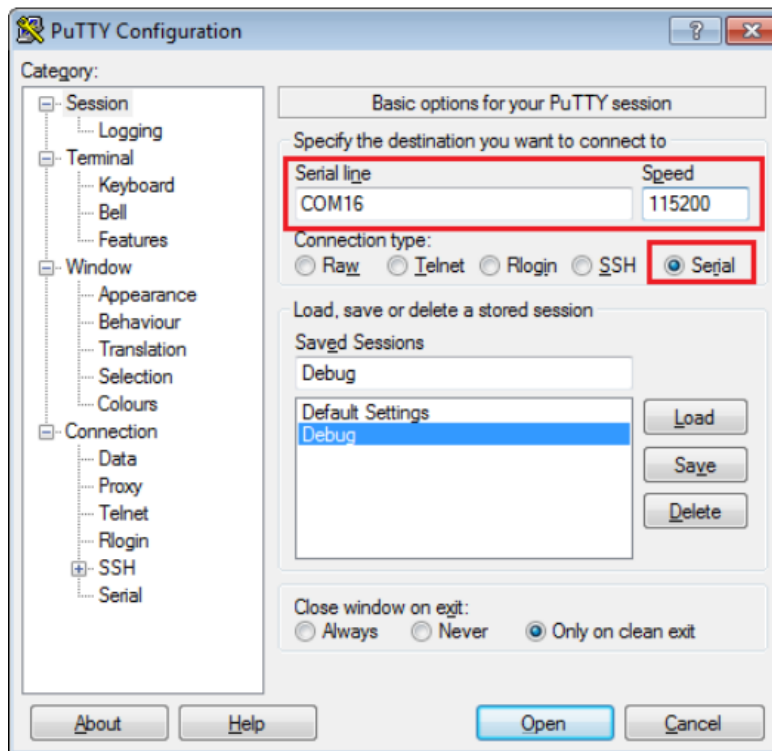 PuTTY Configuration
Category:
Session
Logging
Terminal
Keyboard
Bell
Features
Window
Appearance
Behaviour
Translation
Selection
Colours
Connection
Data
Proxy
Telnet
Rlogin
SSH
Serial
Basic options for your PuTTY session
Specify the destination you want to connect to
Serial line Speed
COM16 115200
Connection type:
Raw Telnet Rlogin SSH Serial
Load, save or delete a stored session
Saved Sessions
Debug
Default Settings
Debug
Load
Save
Delete
Close window on exit:
Always Never Only on clean exit
About Help Open Cancel